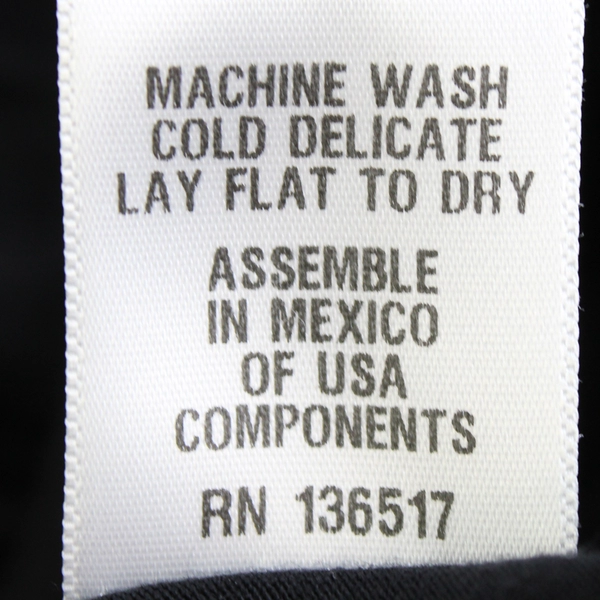 MACHINE WASH
COLD DELICATE
LAY FLAT TO DRY
ASSEMBLE
IN MEXICO
OF USA
COMPONENTS
RN 136517